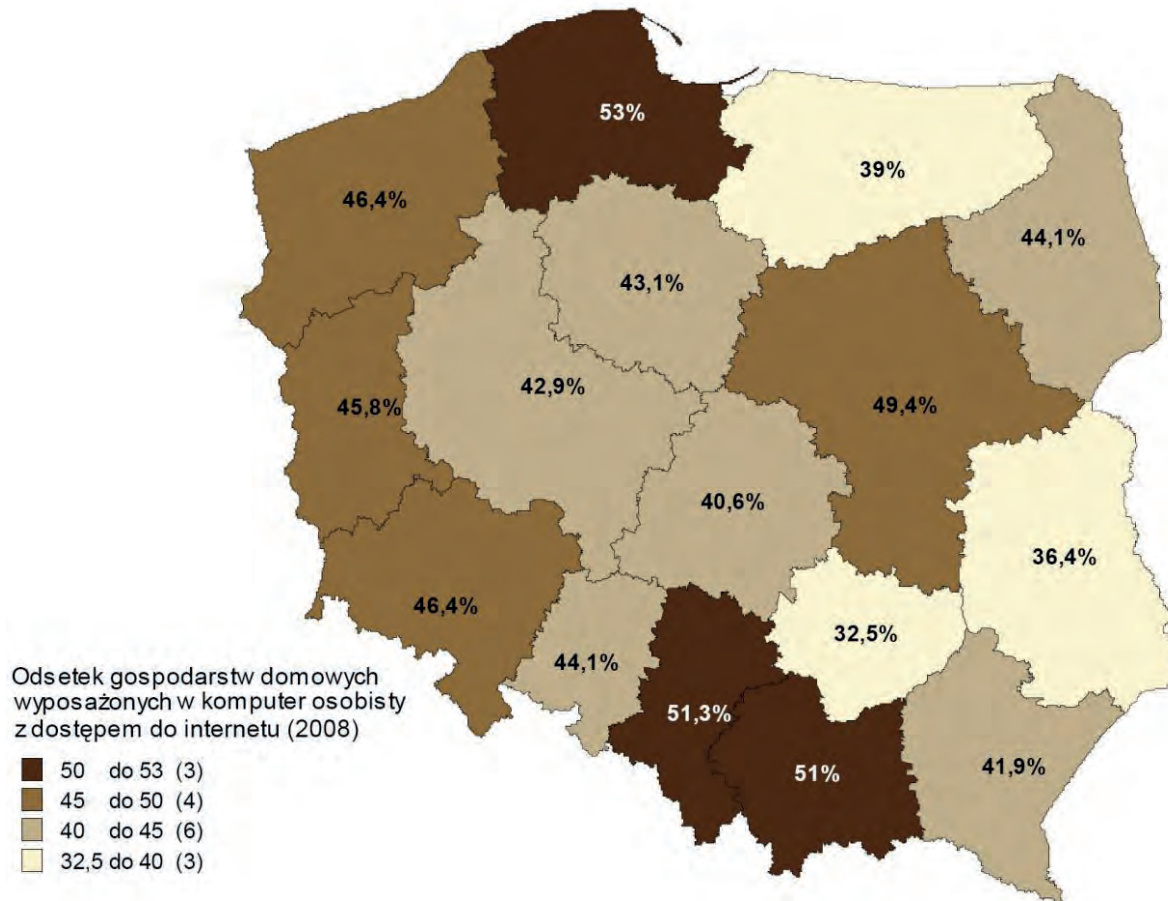 53%
39%
46,4%
44,1%
43,1%
42,9%
45,8%
49,4%
40,6%
36,4%
46,4%
32,5%
44,1%
51,3%
51%
41,9%
Odsetek gospodarstw domowych
wyposażonych w komputer osobisty
z dostępem do internetu (2008)
50 do 53 (3)
45 do 50 (4)
40 do 45 (6)
32,5 do 40 (3)